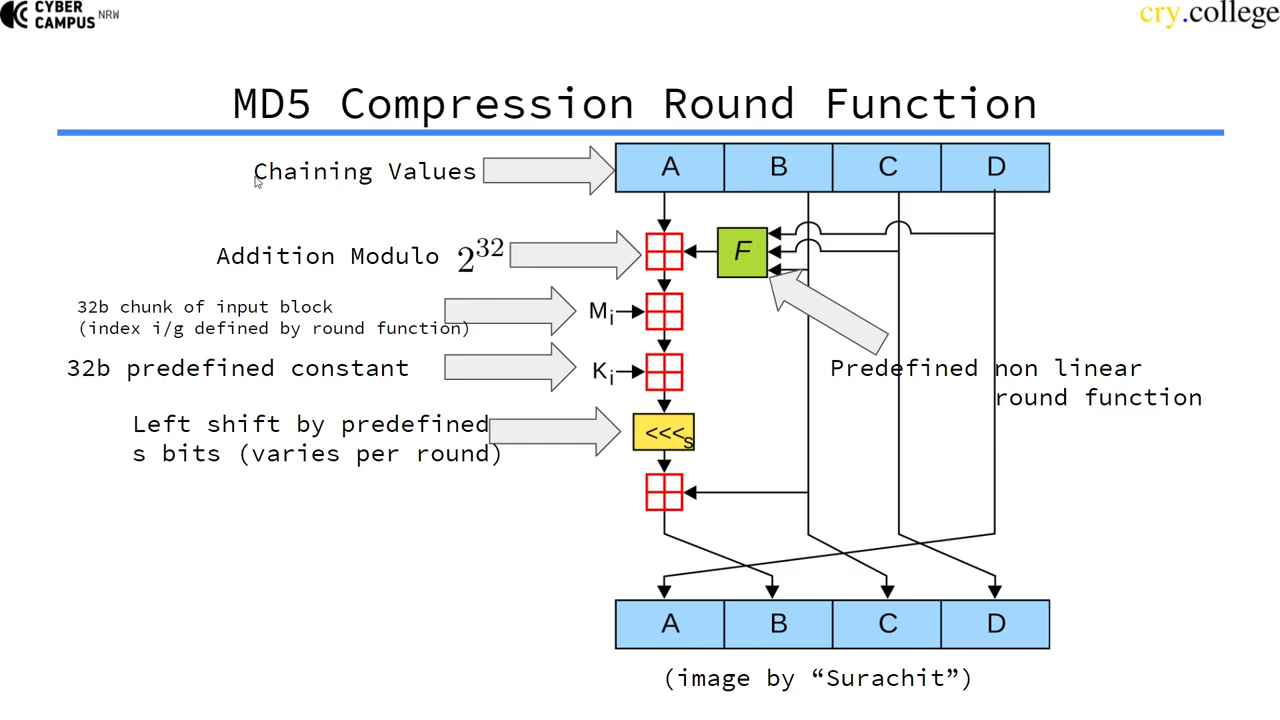 CYBER
CAMPUS NRW
cry.college
MD5 Compression Round Function
Chaining Values
A B C D
Addition Modulo 2^32
F
32b chunk of input block
(index i/g defined by round function)
M_i
32b predefined constant
K_i
Predefined non linear
round function
Left shift by predefined
s bits (varies per round)
<<<_s
A B C D
(image by “Surachit”)